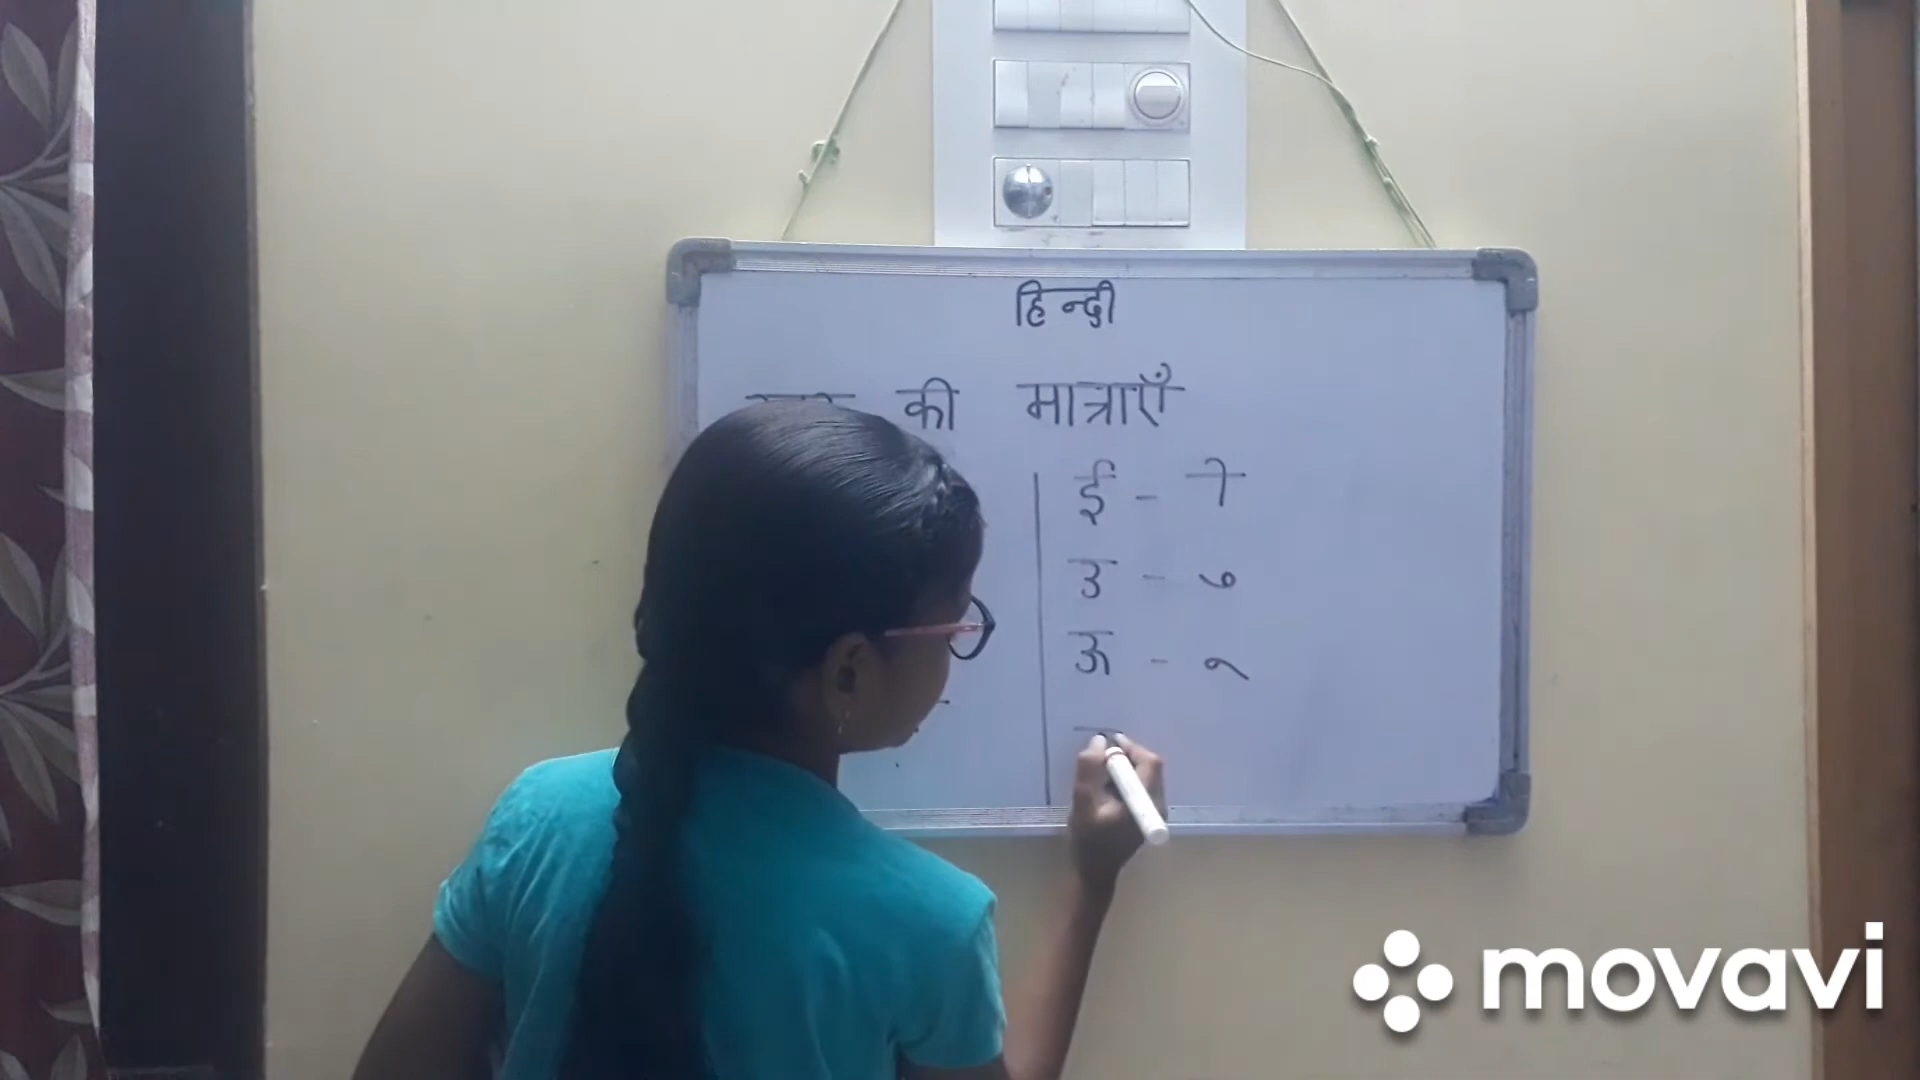 हिन्दी
की मात्राएँ
ई - ी
उ - ु
ऊ - ू
movavi